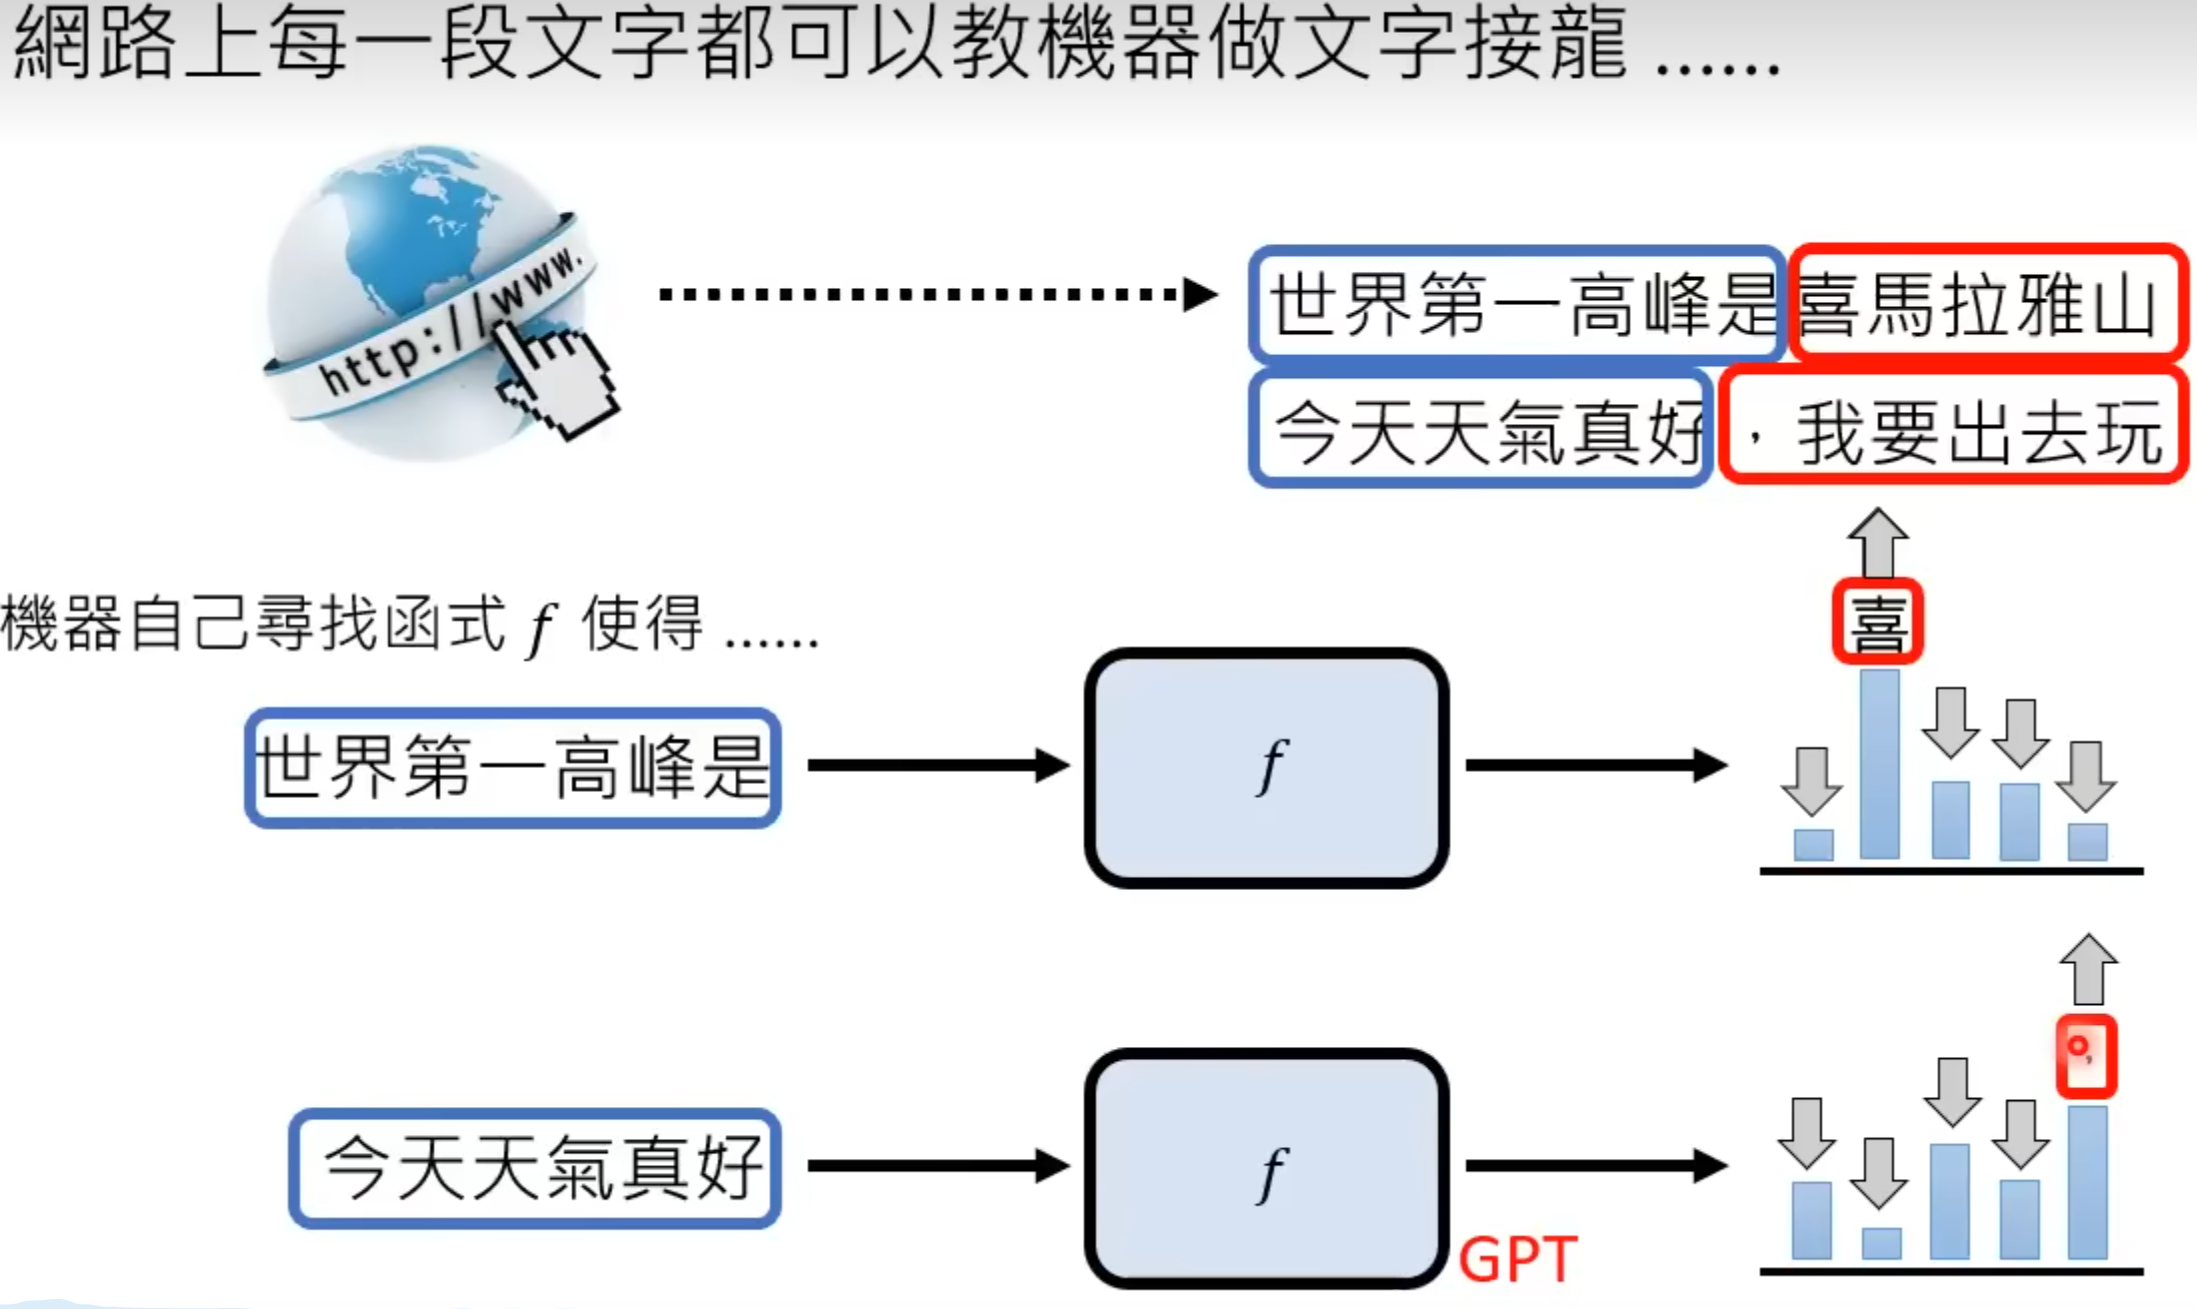 網路上每一段文字都可以教機器做文字接龍 ......
http://www.
世界第一高峰是喜馬拉雅山
今天天氣真好，我要出去玩
機器自己尋找函式 f 使得 ......
喜
世界第一高峰是
f
，
今天天氣真好
f
GPT